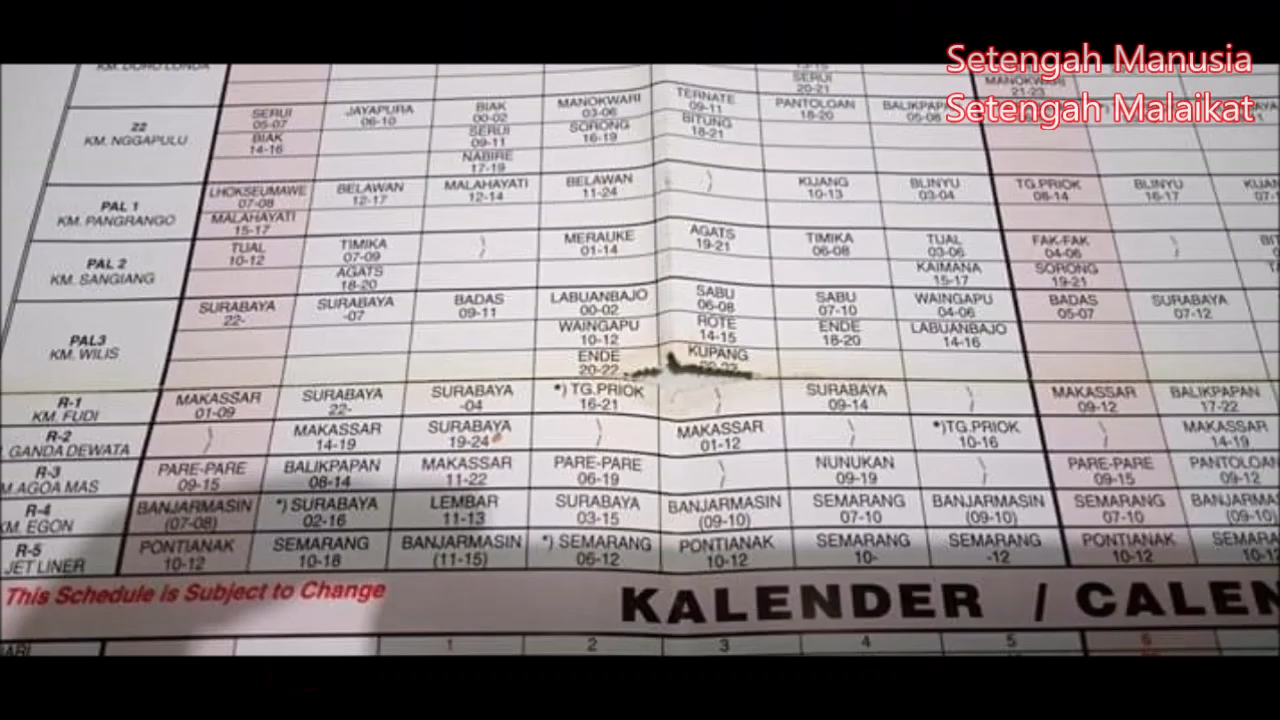 Setengah Manusia
Setengah Malaikat
KM. DORO LONDA
SERUI
20-21
MANOKWARI
21-23
22
KM. NGGAPULU
SERUI
05-07
JAYAPURA
06-10
BIAK
00-02
MANOKWARI
03-06
TERNATE
09-11
PANTOLOAN
18-20
BALIKPAP
05-08
BIAK
14-16
SERUI
09-11
SORONG
16-19
BITUNG
18-21
NABIRE
17-19
PAL 1
KM. PANGRANGO
LHOKSEUMAWE
07-08
BELAWAN
12-17
MALAHAYATI
12-14
BELAWAN
11-24
)
KIJANG
10-13
BLINYU
03-04
TG.PRIOK
08-14
BLINYU
16-17
KIJAN
07-
MALAHAYATI
15-17
PAL 2
KM. SANGIANG
TUAL
10-12
TIMIKA
07-09
)
MERAUKE
01-14
AGATS
19-21
TIMIKA
06-08
TUAL
03-06
FAK-FAK
04-06
)
BIT
AGATS
18-20
KAIMANA
15-17
SORONG
19-21
PAL3
KM. WILIS
SURABAYA
22-
SURABAYA
-07
BADAS
09-11
LABUANBAJO
00-02
SABU
06-08
SABU
07-10
WAINGAPU
04-06
BADAS
05-07
SURABAYA
07-12
WAINGAPU
10-12
ROTE
14-15
ENDE
18-20
LABUANBAJO
14-16
ENDE
20-22
KUPANG
R-1
KM. FUDI
MAKASSAR
01-09
SURABAYA
22-
SURABAYA
-04
*) TG.PRIOK
16-21
)
SURABAYA
09-14
)
MAKASSAR
09-12
BALIKPAPAN
17-22
R-2
GANDA DEWATA
)
MAKASSAR
14-19
SURABAYA
19-24
)
MAKASSAR
01-12
)
*)TG.PRIOK
10-16
)
MAKASSAR
14-19
R-3
M.AGOA MAS
PARE-PARE
09-15
BALIKPAPAN
08-14
MAKASSAR
11-22
PARE-PARE
06-19
)
NUNUKAN
09-19
)
PARE-PARE
09-15
PANTOLOAN
09-12
R-4
KM. EGON
BANJARMASIN
(07-08)
*) SURABAYA
02-16
LEMBAR
11-13
SURABAYA
03-15
BANJARMASIN
(09-10)
SEMARANG
07-10
BANJARMASIN
(09-10)
SEMARANG
07-10
BANJARMA
(09-10)
R-5
JET LINER
PONTIANAK
10-12
SEMARANG
10-18
BANJARMASIN
(11-15)
*) SEMARANG
06-12
PONTIANAK
10-12
SEMARANG
10-
SEMARANG
-12
PONTIANAK
10-12
SEMARA
10-1
This Schedule is Subject to Change
KALENDER / CALEN
ARI
1 2 3 4 5 6